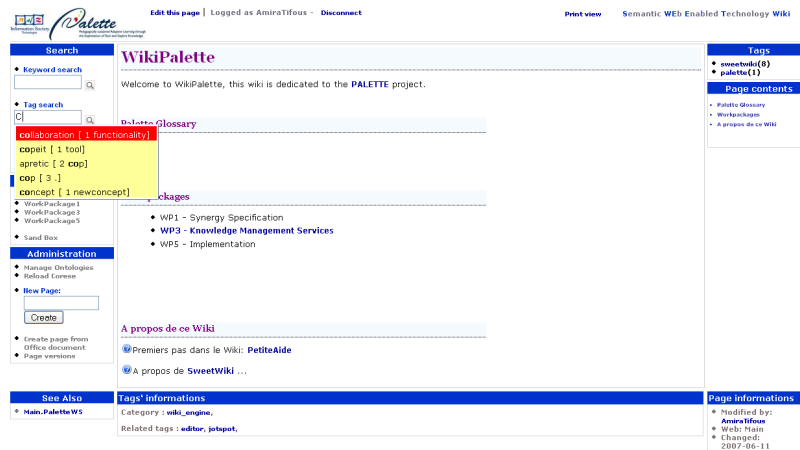 Information Society
Technologies
Palette
Edit this page | Logged as AmiraTifous - Disconnect
Print view
Semantic WEb Enabled Technology Wiki
Search
Keyword search
Tag search
C
collaboration [ 1 functionality]
copeit [ 1 tool]
apretic [ 2 cop]
cop [ 3 .]
concept [ 1 newconcept]
WorkPackage1
WorkPackage3
WorkPackage5
Sand Box
Administration
Manage Ontologies
Reload Corese
New Page:
Create
Create page from
Office document
Page versions
See Also
Main.PaletteWS
WikiPalette
Welcome to WikiPalette, this wiki is dedicated to the PALETTE project.
Palette Glossary
packages
WP1 - Synergy Specification
WP3 - Knowledge Management Services
WP5 - Implementation
A propos de ce Wiki
Premiers pas dans le Wiki: PetiteAide
A propos de SweetWiki ...
Tags' informations
Category : wiki_engine,
Related tags : editor, jotspot,
Tags
sweetwiki(8)
palette(1)
Page contents
Palette Glossary
Workpackages
A propos de ce Wiki
Page informations
Modified by:
AmiraTifous
Web: Main
Changed:
2007-06-11